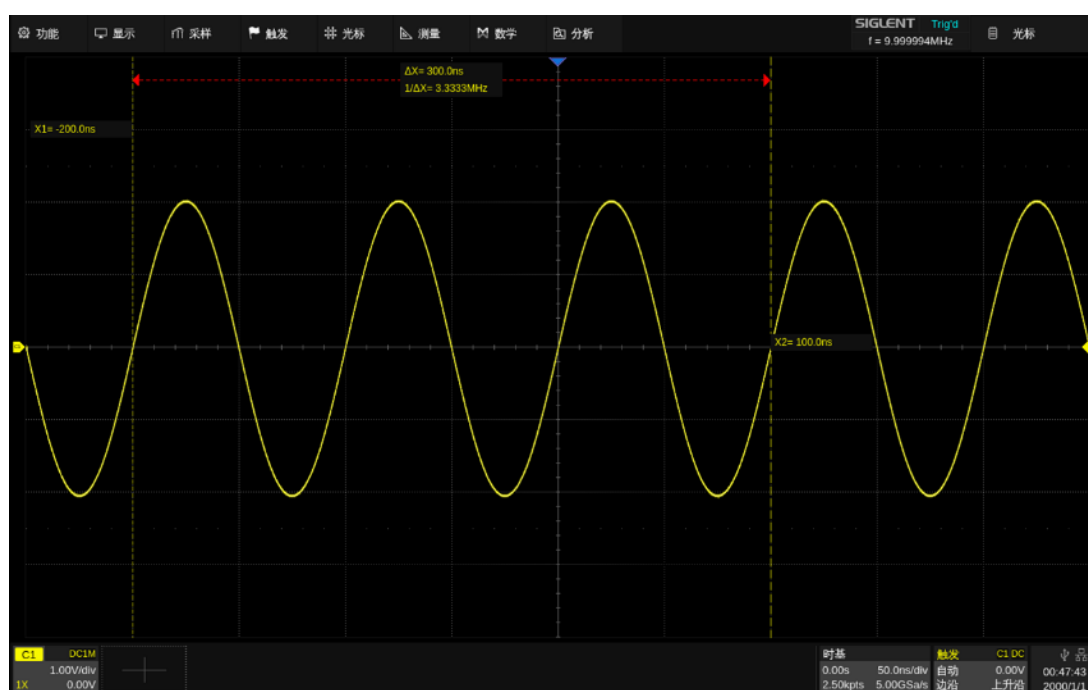 功能 显示 采样 触发 光标 测量 数学 分析 SIGLENT Trig'd
f = 9.999994MHz
光标
ΔX= 300.0ns
1/ΔX= 3.3333MHz
X1= -200.0ns
X2= 100.0ns
C1 DC1M
1.00V/div
1X 0.00V
时基
0.00s 50.0ns/div
2.50kpts 5.00GSa/s
触发 C1 DC
自动 0.00V
边沿 上升沿
00:47:43
2000/1/1